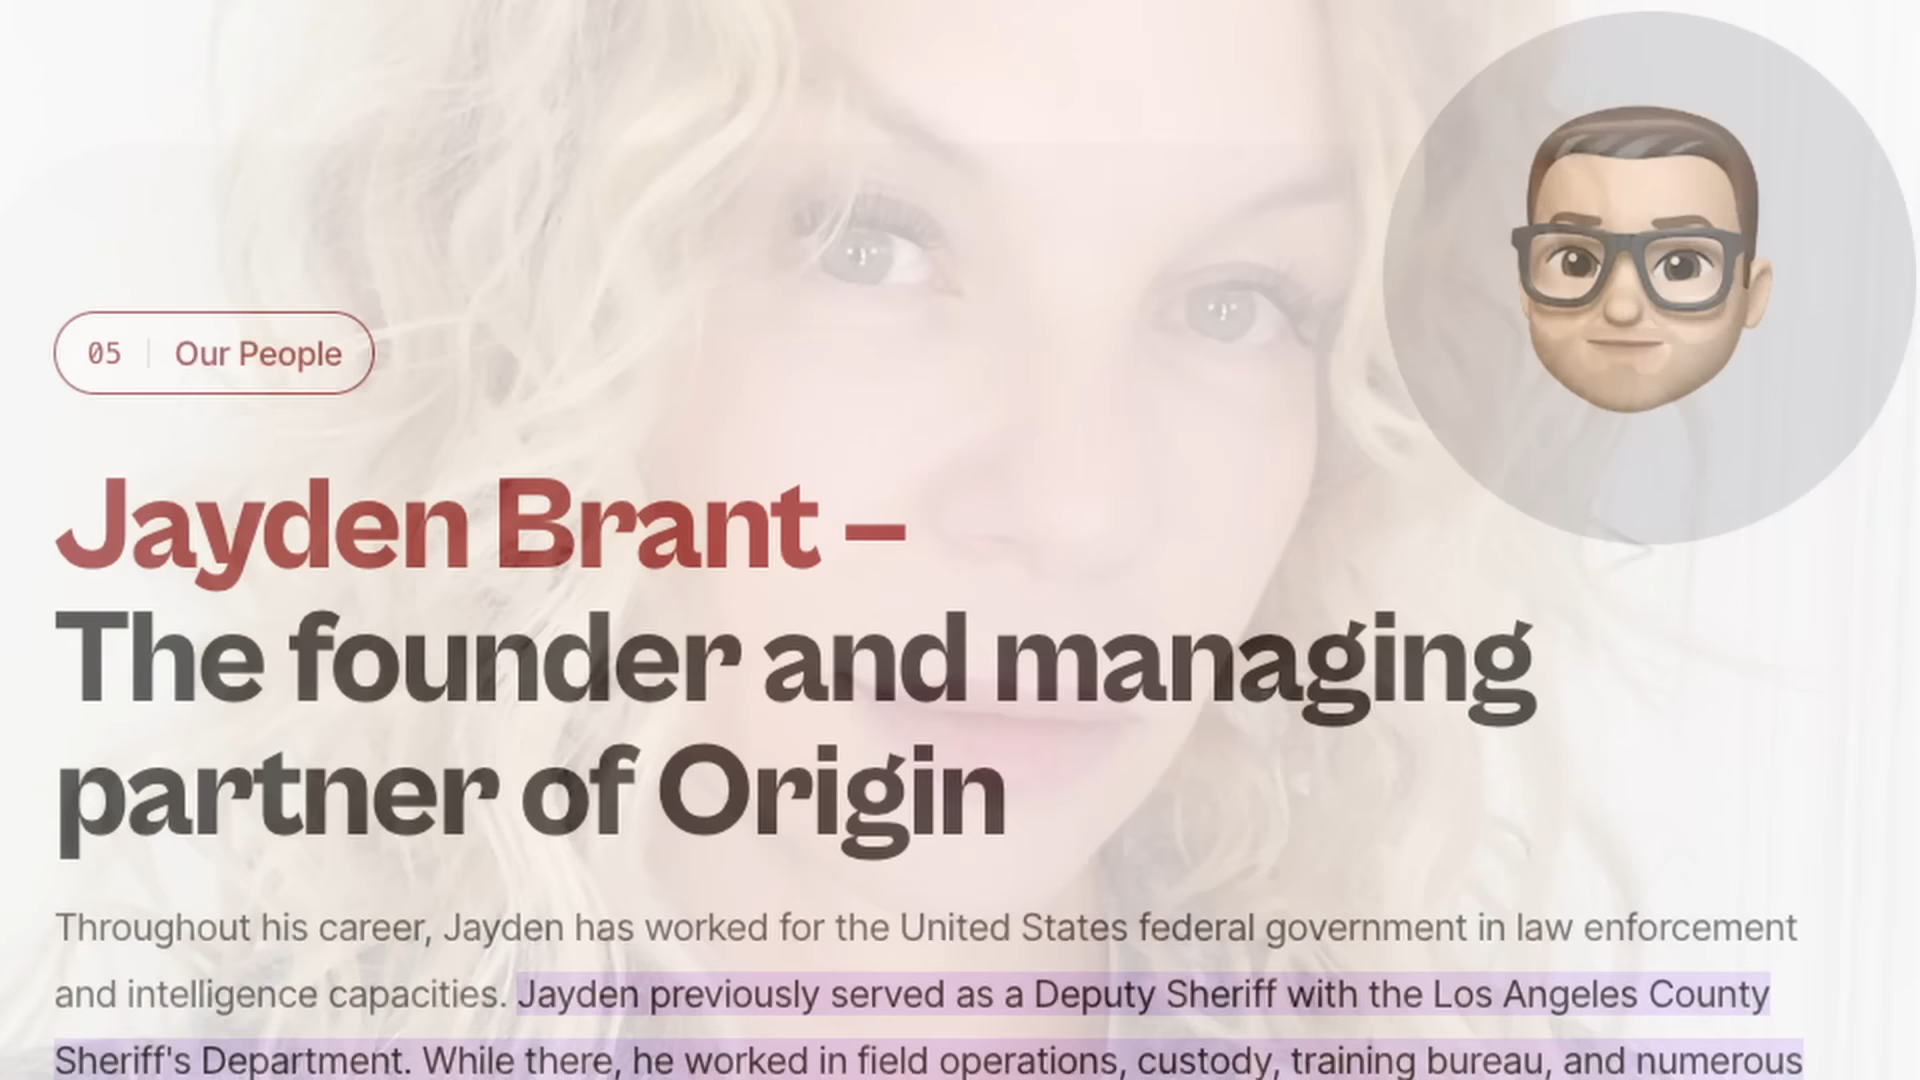 05 | Our People
Jayden Brant –
The founder and managing
partner of Origin
Throughout his career, Jayden has worked for the United States federal government in law enforcement
and intelligence capacities. Jayden previously served as a Deputy Sheriff with the Los Angeles County
Sheriff's Department. While there, he worked in field operations, custody, training bureau, and numerous